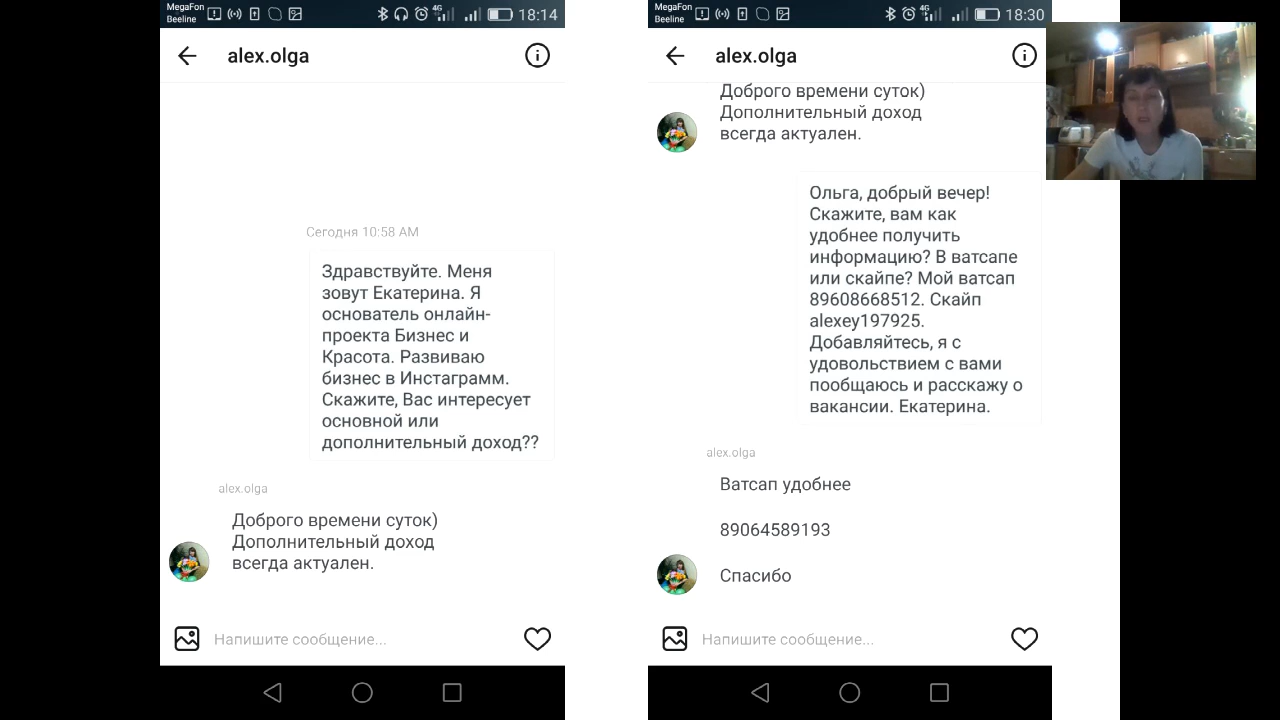 MegaFon
Beeline
4G
18:14
alex.olga
Сегодня 10:58 AM
Здравствуйте. Меня
зовут Екатерина. Я
основатель онлайн-
проекта Бизнес и
Красота. Развиваю
бизнес в Инстаграмм.
Скажите, Вас интересует
основной или
дополнительный доход??
alex.olga
Доброго времени суток)
Дополнительный доход
всегда актуален.
Напишите сообщение...
MegaFon
Beeline
4G
18:30
alex.olga
Доброго времени суток)
Дополнительный доход
всегда актуален.
Ольга, добрый вечер!
Скажите, вам как
удобнее получить
информацию? В ватсапе
или скайпе? Мой ватсап
89608668512. Скайп
alexey197925.
Добавляйтесь, я с
удовольствием с вами
пообщаюсь и расскажу о
вакансии. Екатерина.
alex.olga
Ватсап удобнее
89064589193
Спасибо
Напишите сообщение...